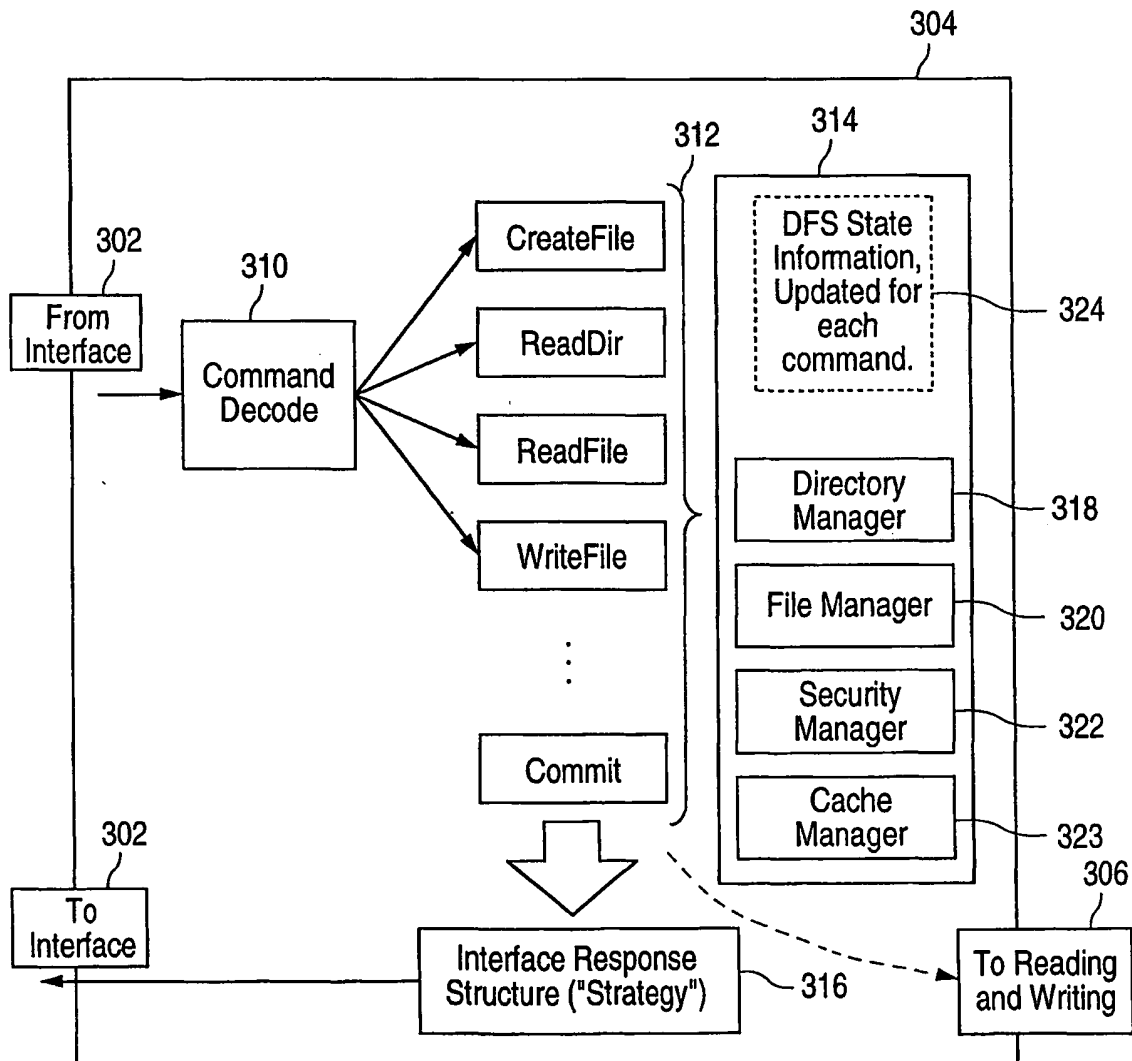 304
312
314
302
310
CreateFile
DFS State
Information,
Updated for
each
command.
324
From
Interface
Command
Decode
ReadDir
ReadFile
Directory
Manager
318
WriteFile
File Manager
320
Security
Manager
322
Commit
Cache
Manager
323
302
To
Interface
306
Interface Response
Structure ("Strategy")
316
To Reading
and Writing